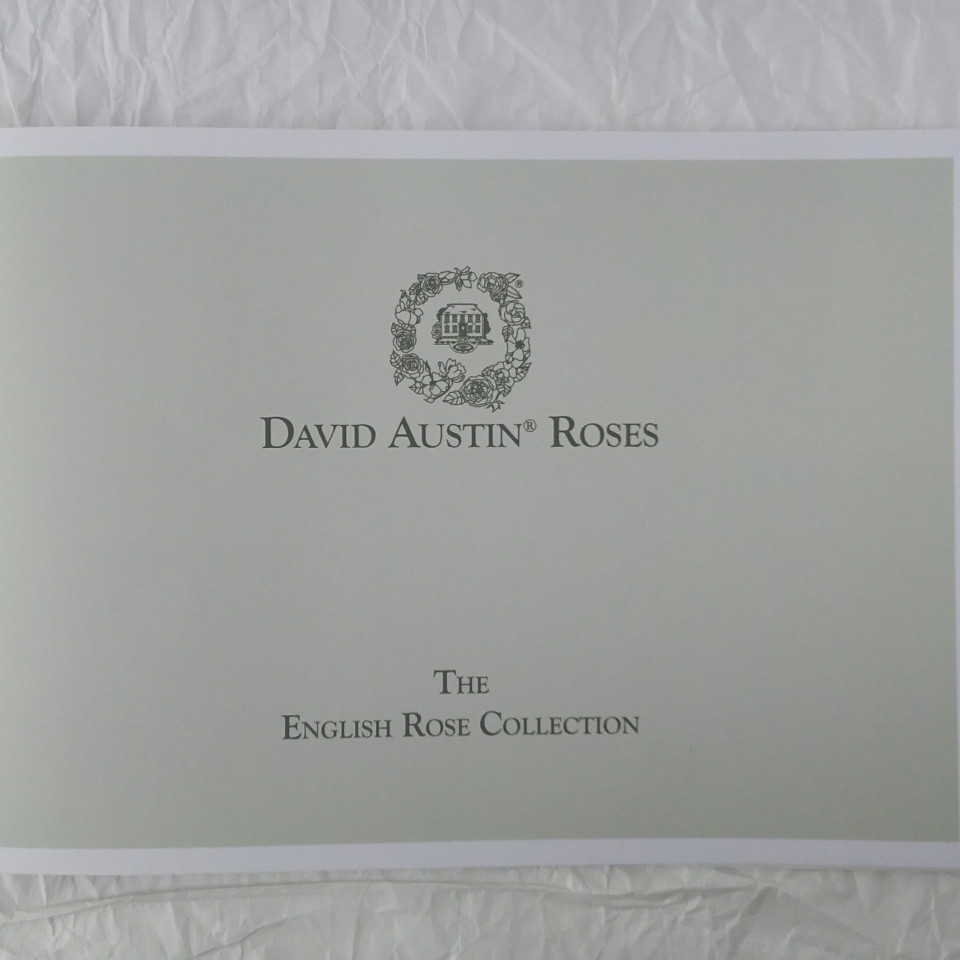 DAVID AUSTIN® ROSES
THE
ENGLISH ROSE COLLECTION